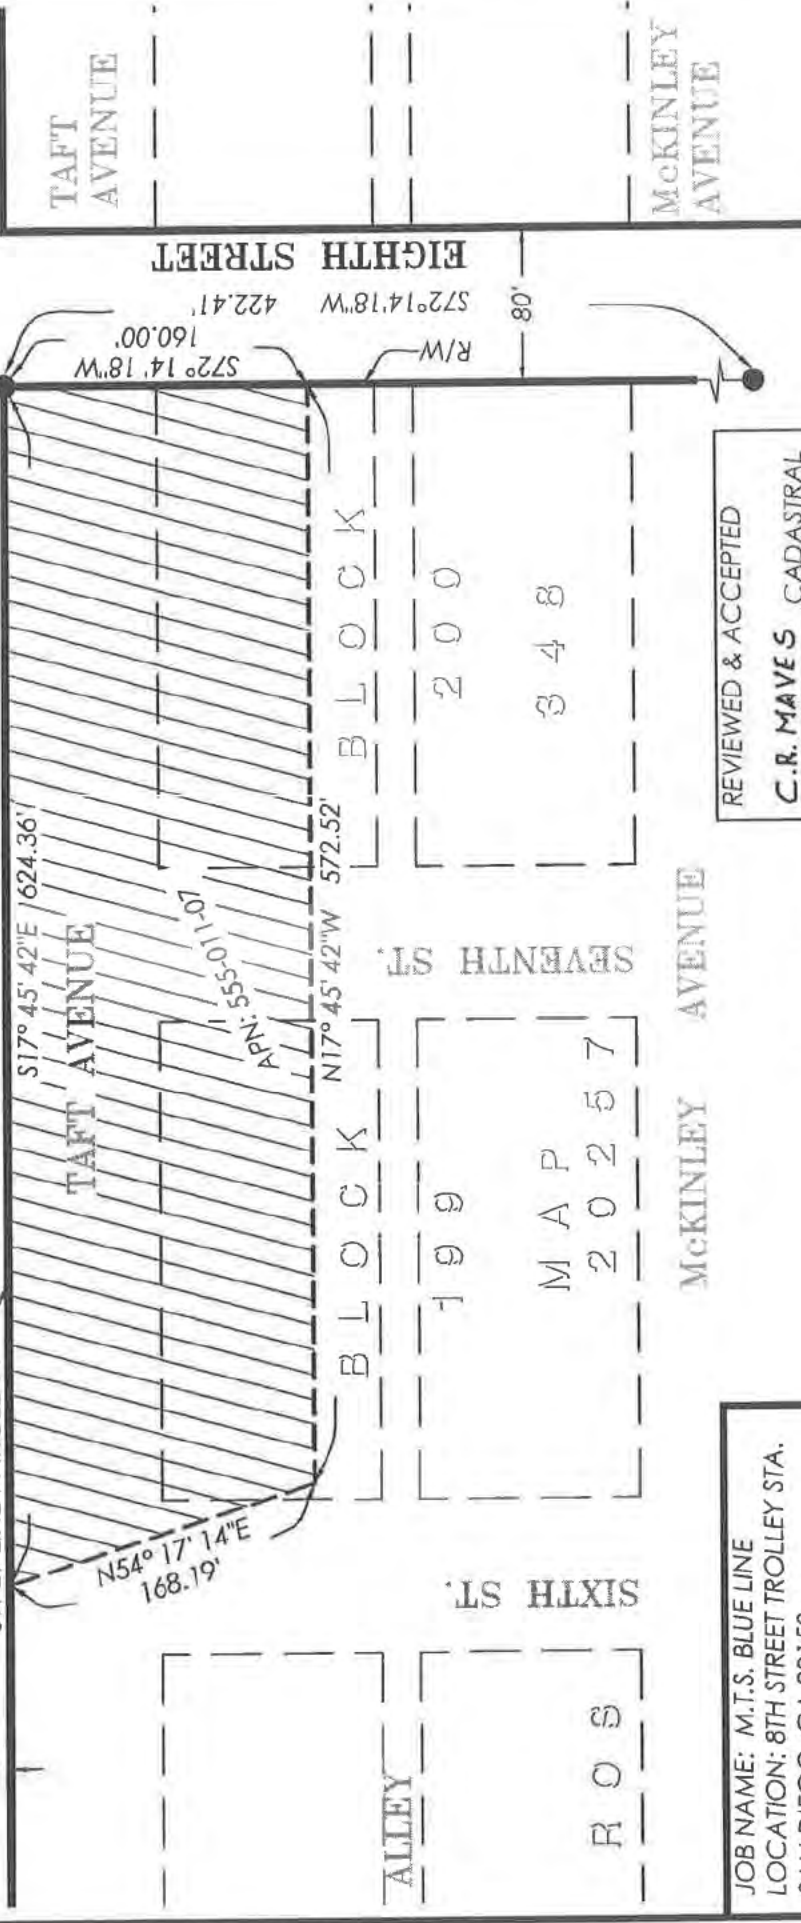 TAFT
AVENUE
McKINLEY
AVENUE
EIGHTH STREET
S72°14'18"W 422.41'
S72° 14' 18"W
160.00'
R/W
80'
S17° 45' 42"E 624.36'
TAFT AVENUE
APN: 555-011-07
N17° 45' 42"W 572.52'
BLOCK
200
348
BLOCK
199
MAP
20257
SEVENTH ST.
McKINLEY AVENUE
N54° 17' 14"E
168.19'
SIXTH ST.
ALLEY
ROS
REVIEWED & ACCEPTED
C.R. MAVES CADASTRAL
JOB NAME: M.T.S. BLUE LINE
LOCATION: 8TH STREET TROLLEY STA.